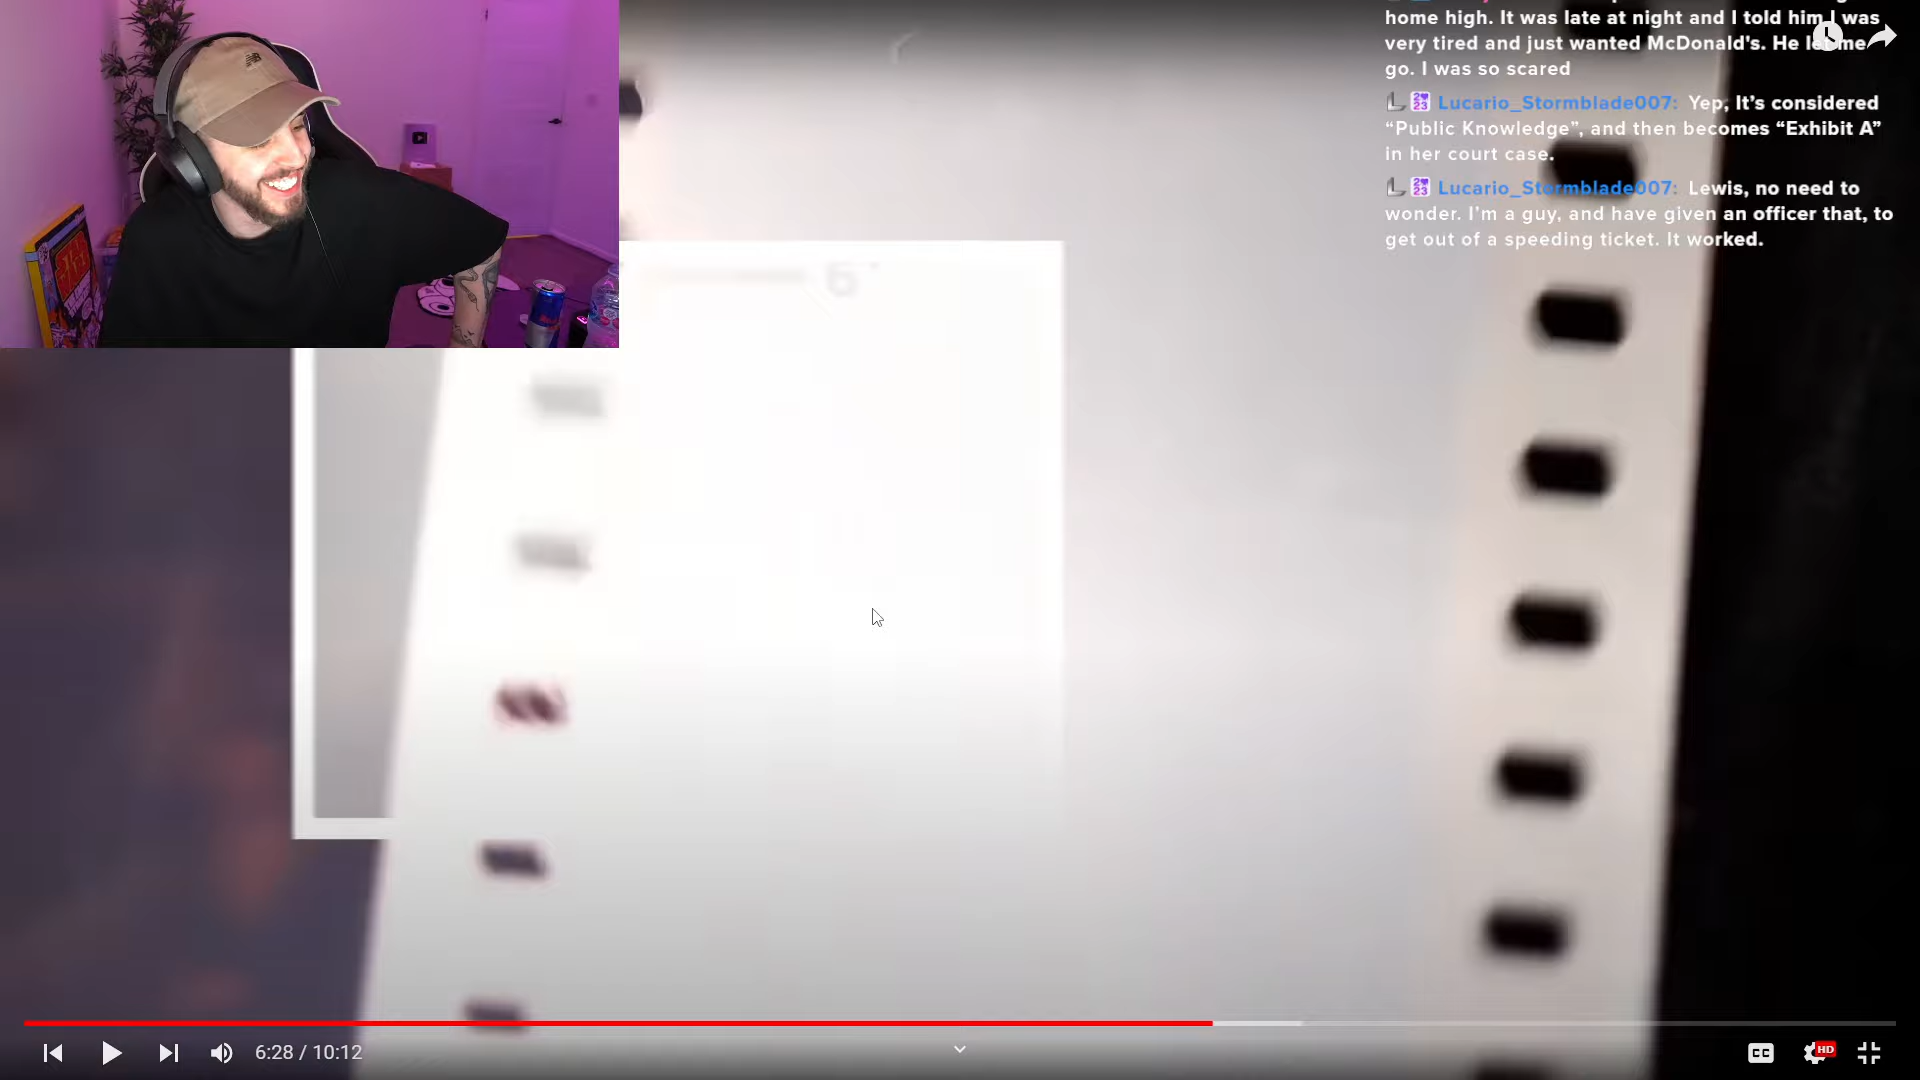 home high. It was late at night and I told him I was
very tired and just wanted McDonald's. He let me
go. I was so scared
Lucario_Stormblade007: Yep, It's considered
“Public Knowledge”, and then becomes “Exhibit A”
in her court case.
Lucario_Stormblade007: Lewis, no need to
wonder. I'm a guy, and have given an officer that, to
get out of a speeding ticket. It worked.
6:28 / 10:12
CC
HD